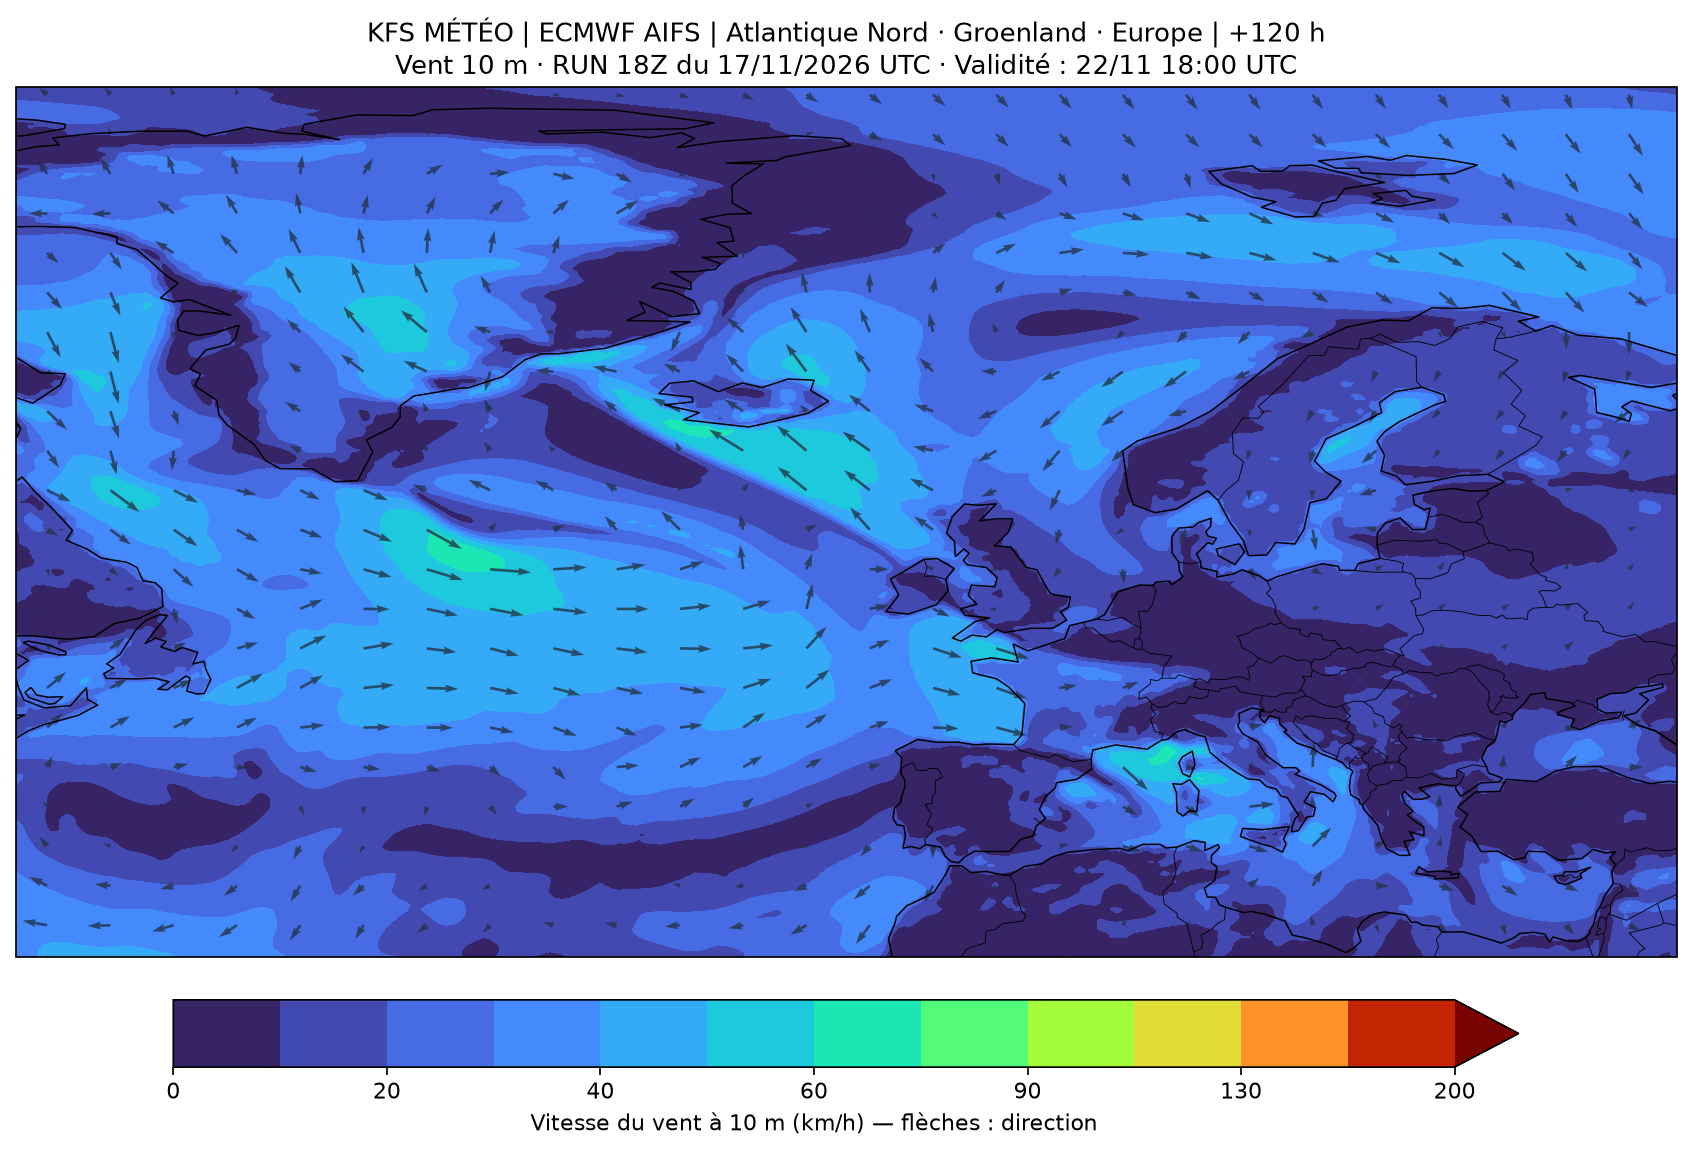 KFS MÉTÉO | ECMWF AIFS | Atlantique Nord · Groenland · Europe | +120 h
Vent 10 m · RUN 18Z du 17/11/2026 UTC · Validité : 22/11 18:00 UTC
0 20 40 60 90 130 200
Vitesse du vent à 10 m (km/h) — flèches : direction